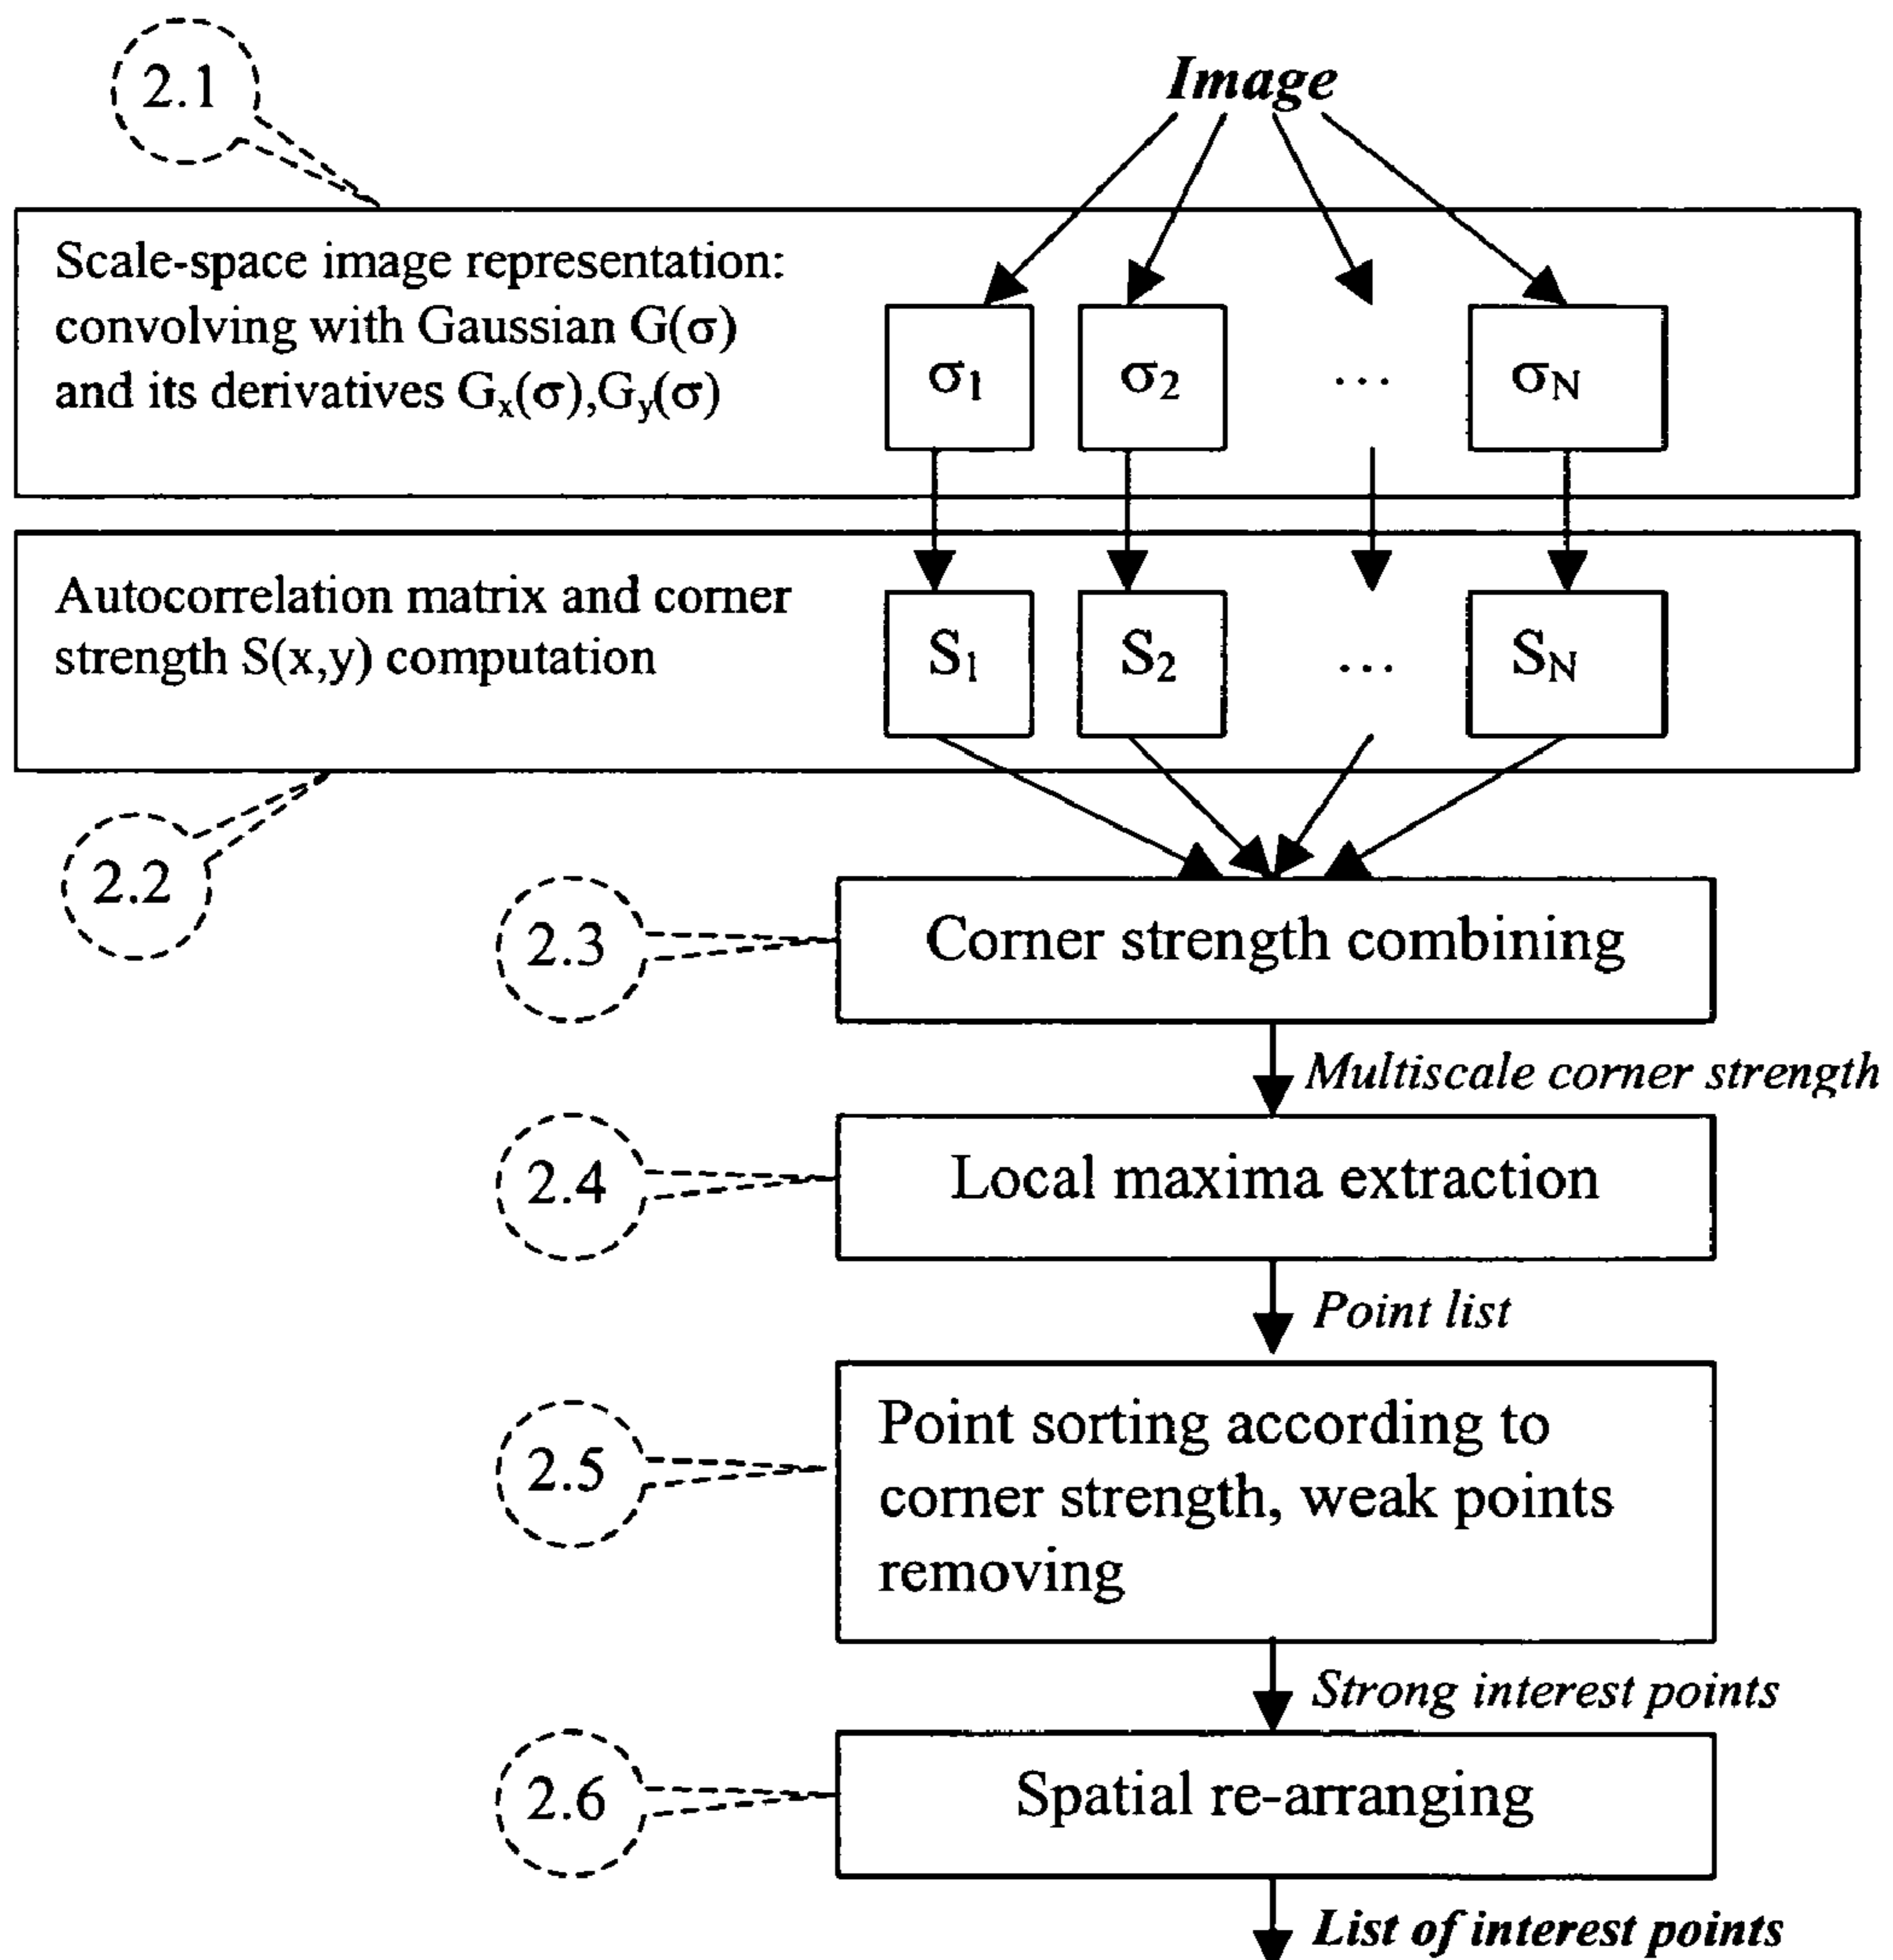 2.1
Image
Scale-space image representation:
convolving with Gaussian G(σ)
and its derivatives Gx(σ),Gy(σ)
σ1
σ2
...
σN
Autocorrelation matrix and corner
strength S(x,y) computation
S1
S2
...
SN
2.2
2.3
Corner strength combining
Multiscale corner strength
2.4
Local maxima extraction
Point list
2.5
Point sorting according to
corner strength, weak points
removing
Strong interest points
2.6
Spatial re-arranging
List of interest points